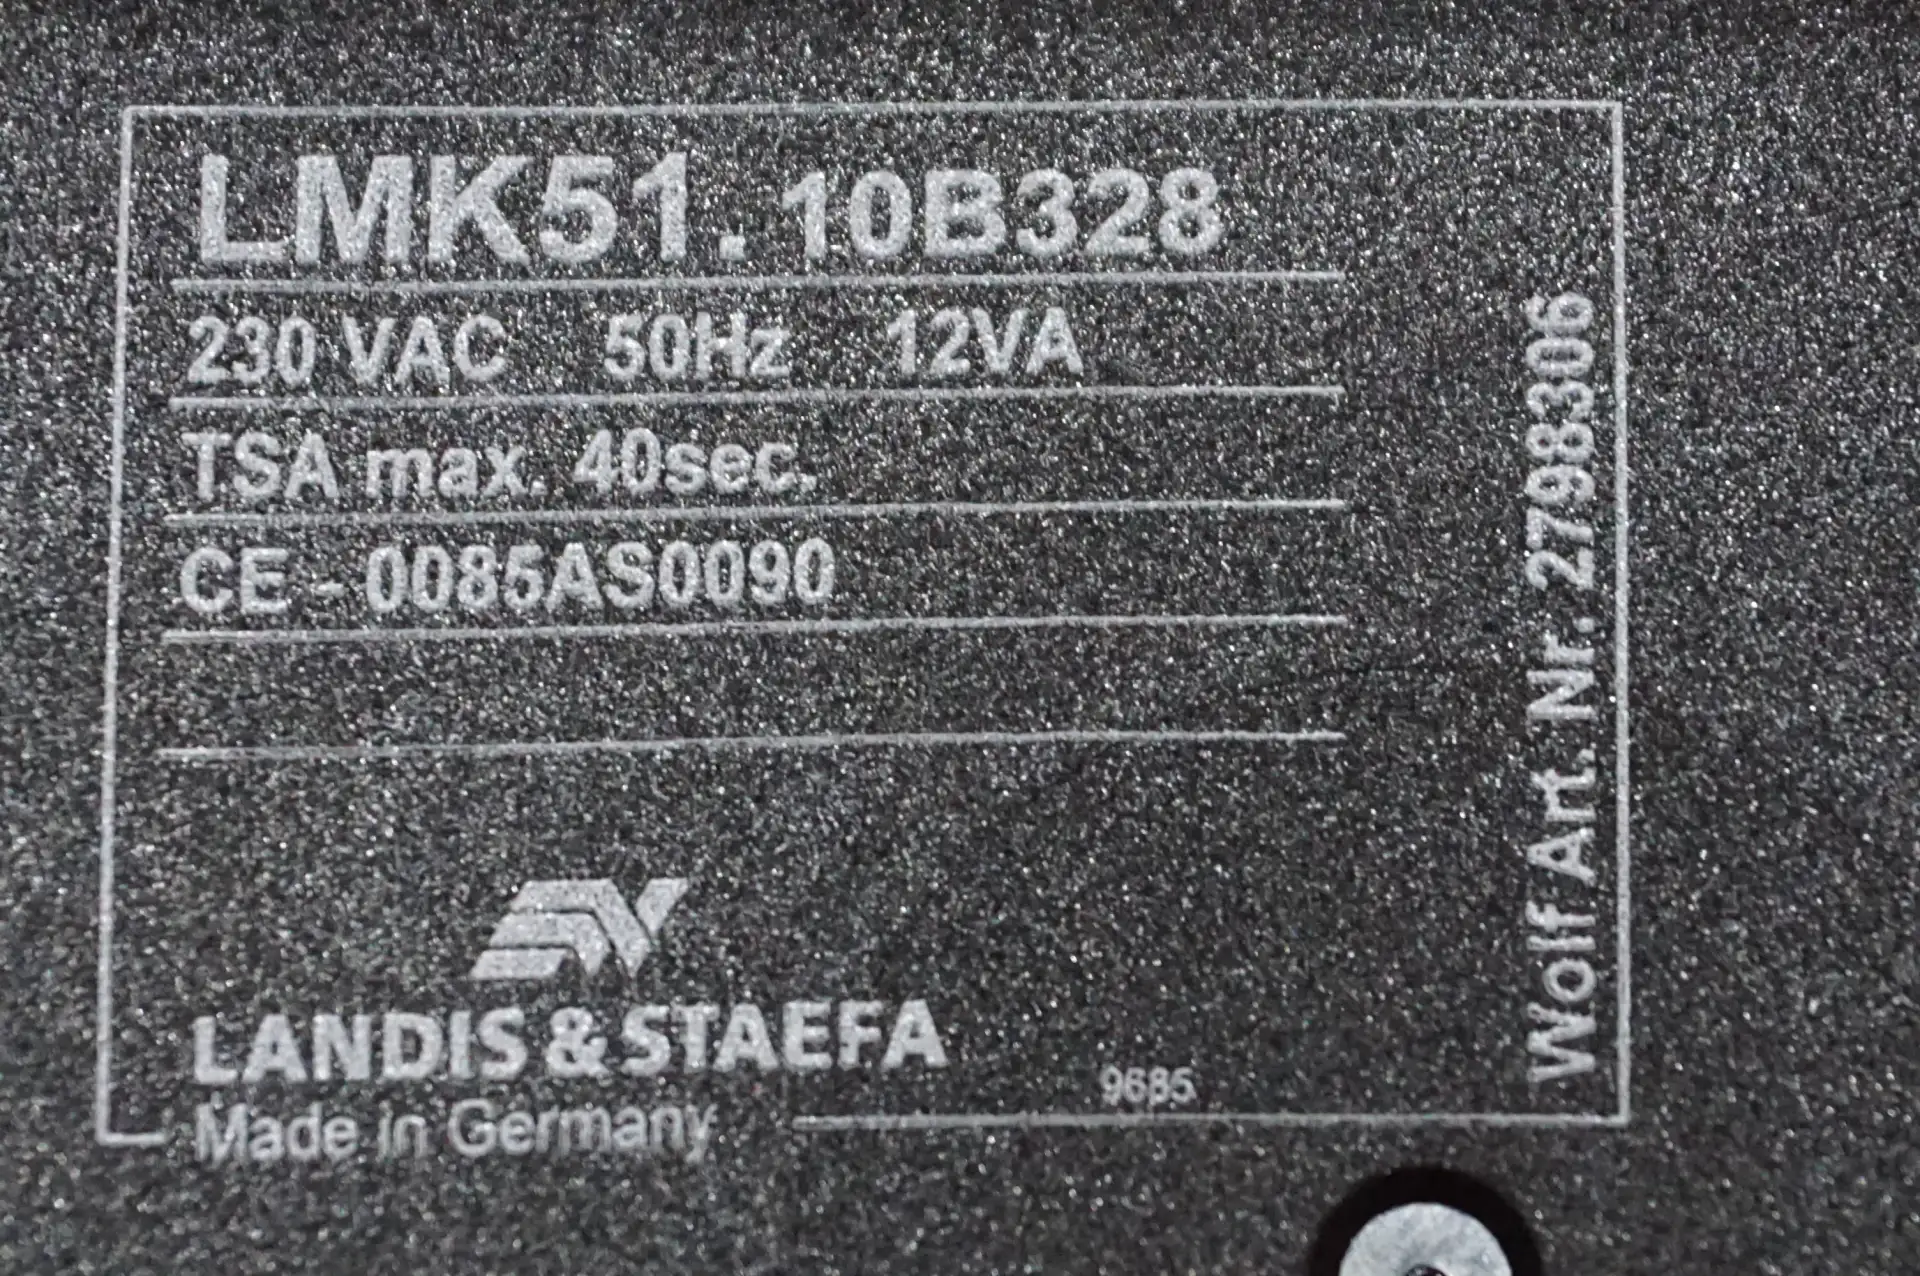 LMK51.10B328
230 VAC 50Hz 12VA
TSA max. 40sec.
CE - 0085AS0090
LANDIS & STAEFA
Made in Germany
9685
Wolf Art. Nr. 2798306